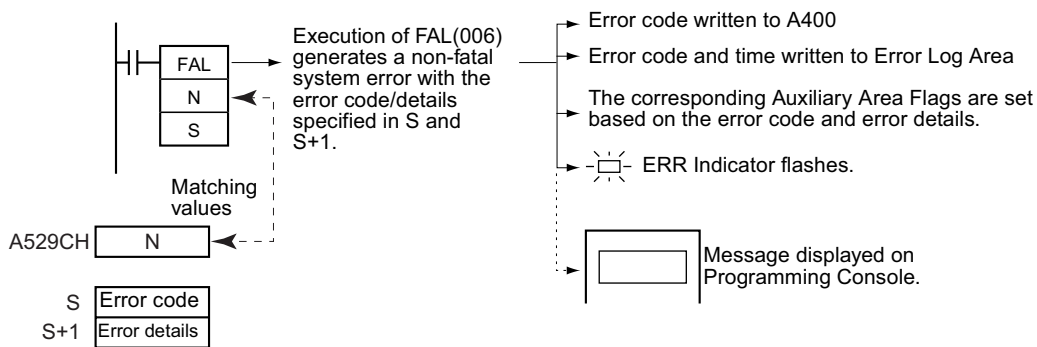 FAL
N
S
Execution of FAL(006)
generates a non-fatal
system error with the
error code/details
specified in S and
S+1.
Error code written to A400
Error code and time written to Error Log Area
The corresponding Auxiliary Area Flags are set
based on the error code and error details.
ERR Indicator flashes.
Matching
values
A529CH N
Message displayed on
Programming Console.
S Error code
S+1 Error details